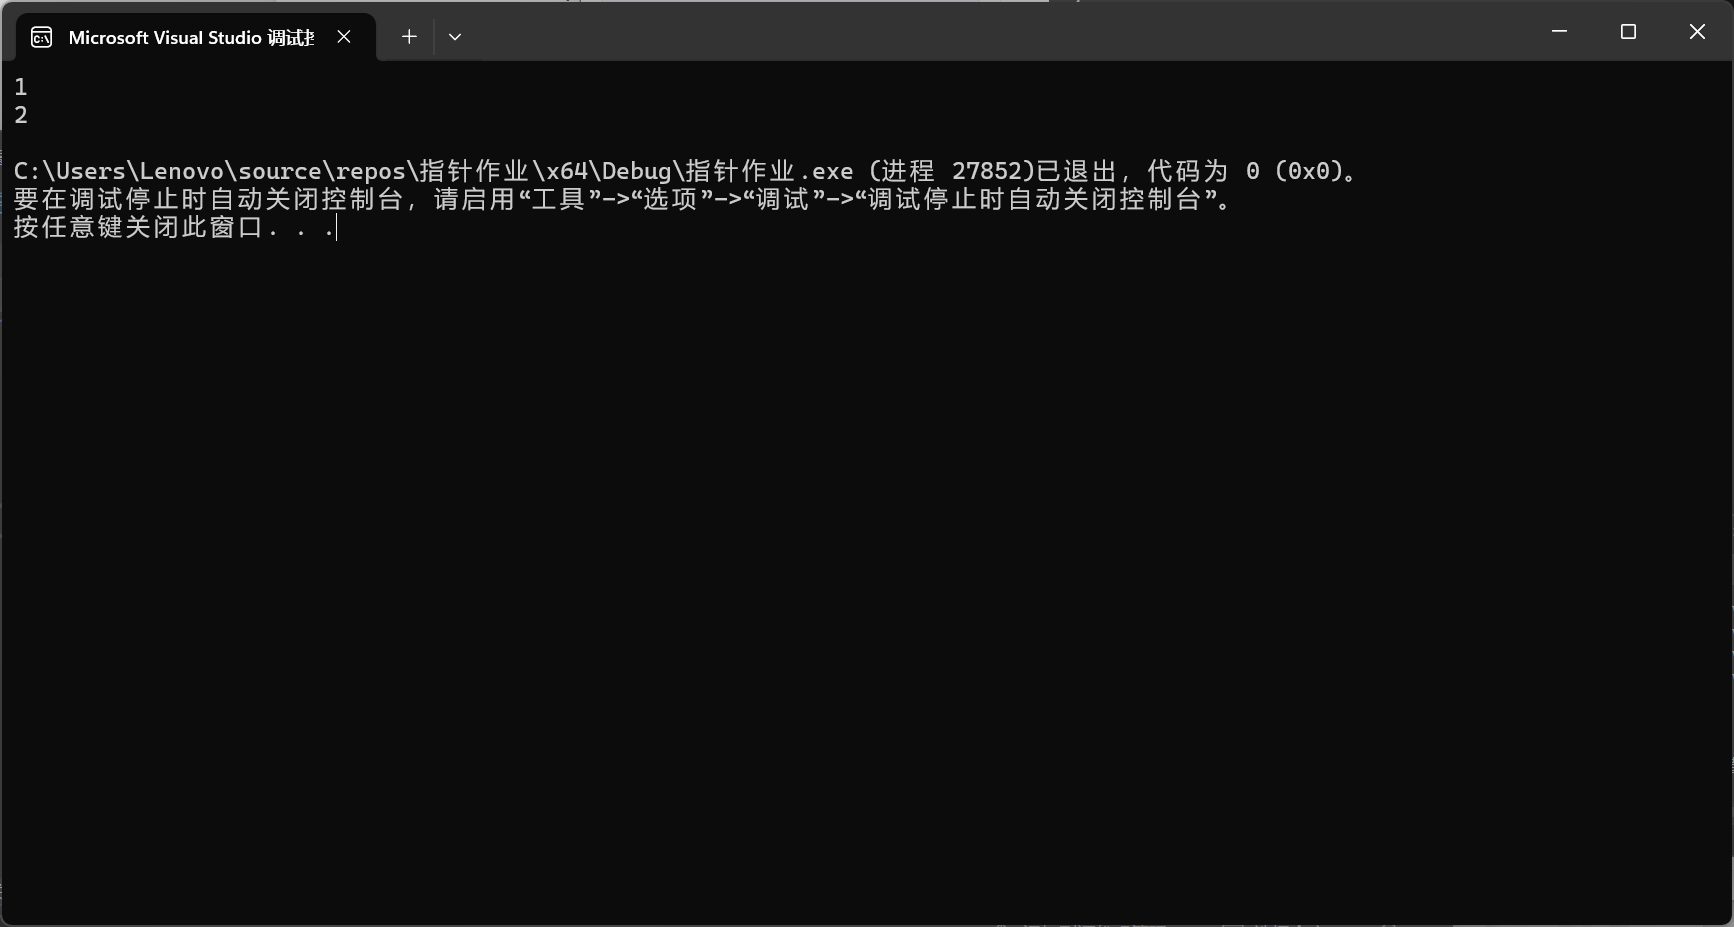 Microsoft Visual Studio 调试
1
2
C:\Users\Lenovo\source\repos\指针作业\x64\Debug\指针作业.exe (进程 27852)已退出，代码为 0 (0x0)。
要在调试停止时自动关闭控制台，请启用“工具”->“选项”->“调试”->“调试停止时自动关闭控制台”。
按任意键关闭此窗口. . .